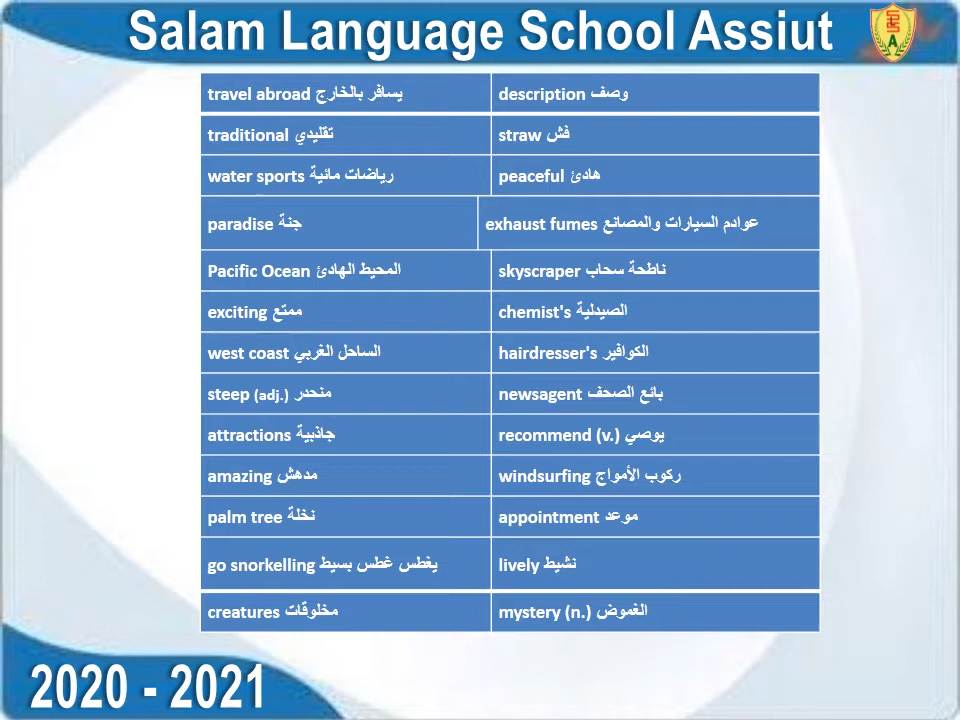 Salam Language School Assiut
travel abroad يسافر بالخارج
description وصف
traditional تقليدي
straw قش
water sports رياضات مائية
peaceful هادئ
paradise جنة
exhaust fumes عوادم السيارات والمصانع
Pacific Ocean المحيط الهادئ
skyscraper ناطحة سحاب
exciting ممتع
chemist's الصيدلية
west coast الساحل الغربي
hairdresser's الكوافير
steep (adj.) منحدر
newsagent بائع الصحف
attractions جاذبية
recommend (v.) يوصي
amazing مدهش
windsurfing ركوب الأمواج
palm tree نخلة
appointment موعد
go snorkelling يغطس غطس بسيط
lively نشيط
creatures مخلوقات
mystery (n.) الغموض
2020 - 2021